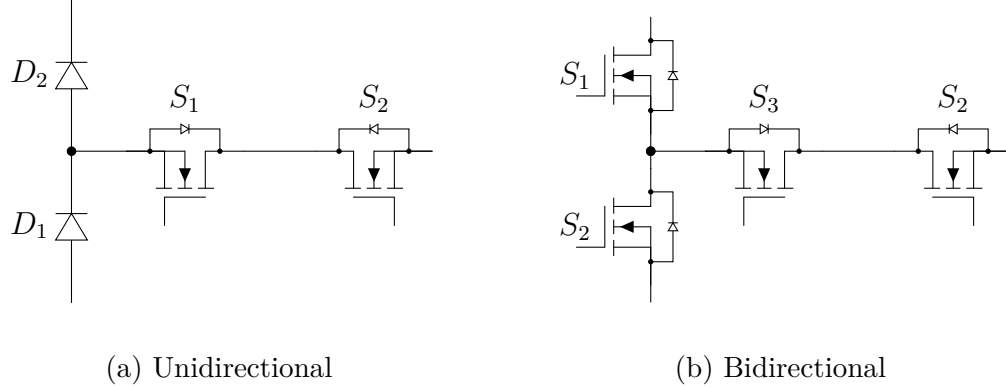 D2
S1
S2
D1
(a) Unidirectional
S1
S3
S2
S2
(b) Bidirectional